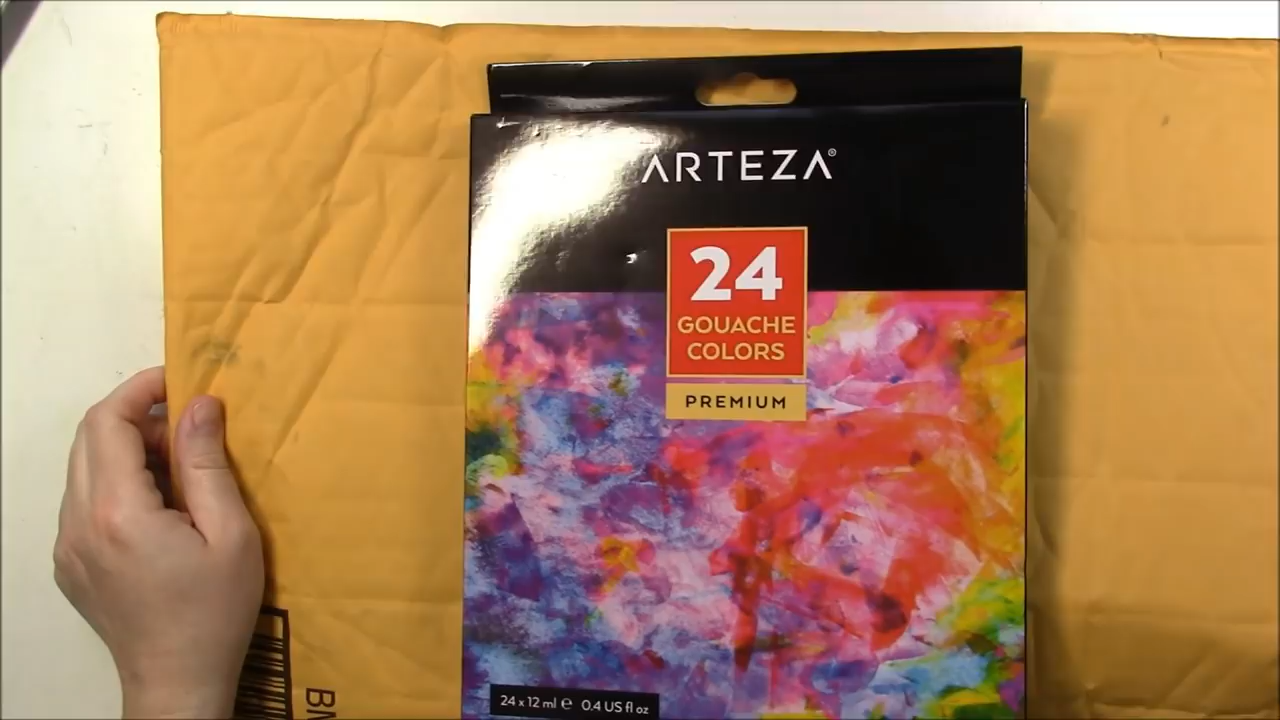 ARTEZA®
24
GOUACHE
COLORS
PREMIUM
24 x 12 ml ℮ 0.4 US fl oz